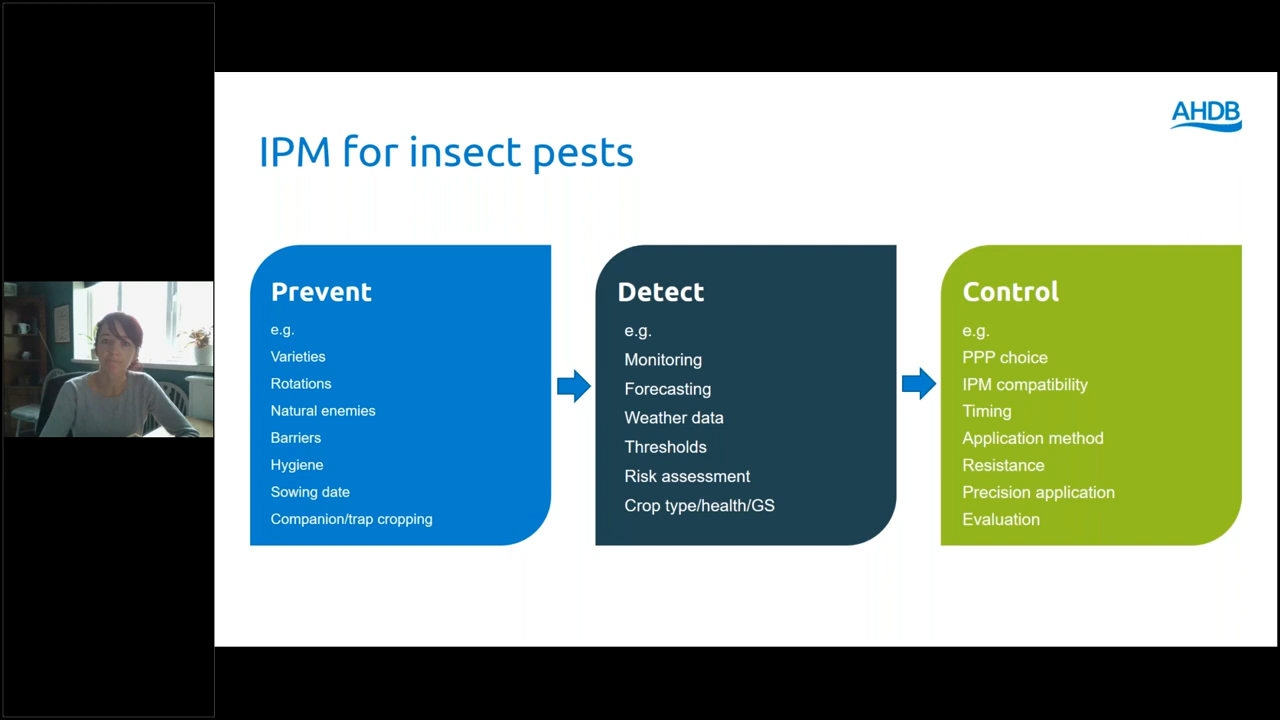 AHDB
IPM for insect pests
Prevent
e.g.
Varieties
Rotations
Natural enemies
Barriers
Hygiene
Sowing date
Companion/trap cropping
Detect
e.g.
Monitoring
Forecasting
Weather data
Thresholds
Risk assessment
Crop type/health/GS
Control
e.g.
PPP choice
IPM compatibility
Timing
Application method
Resistance
Precision application
Evaluation